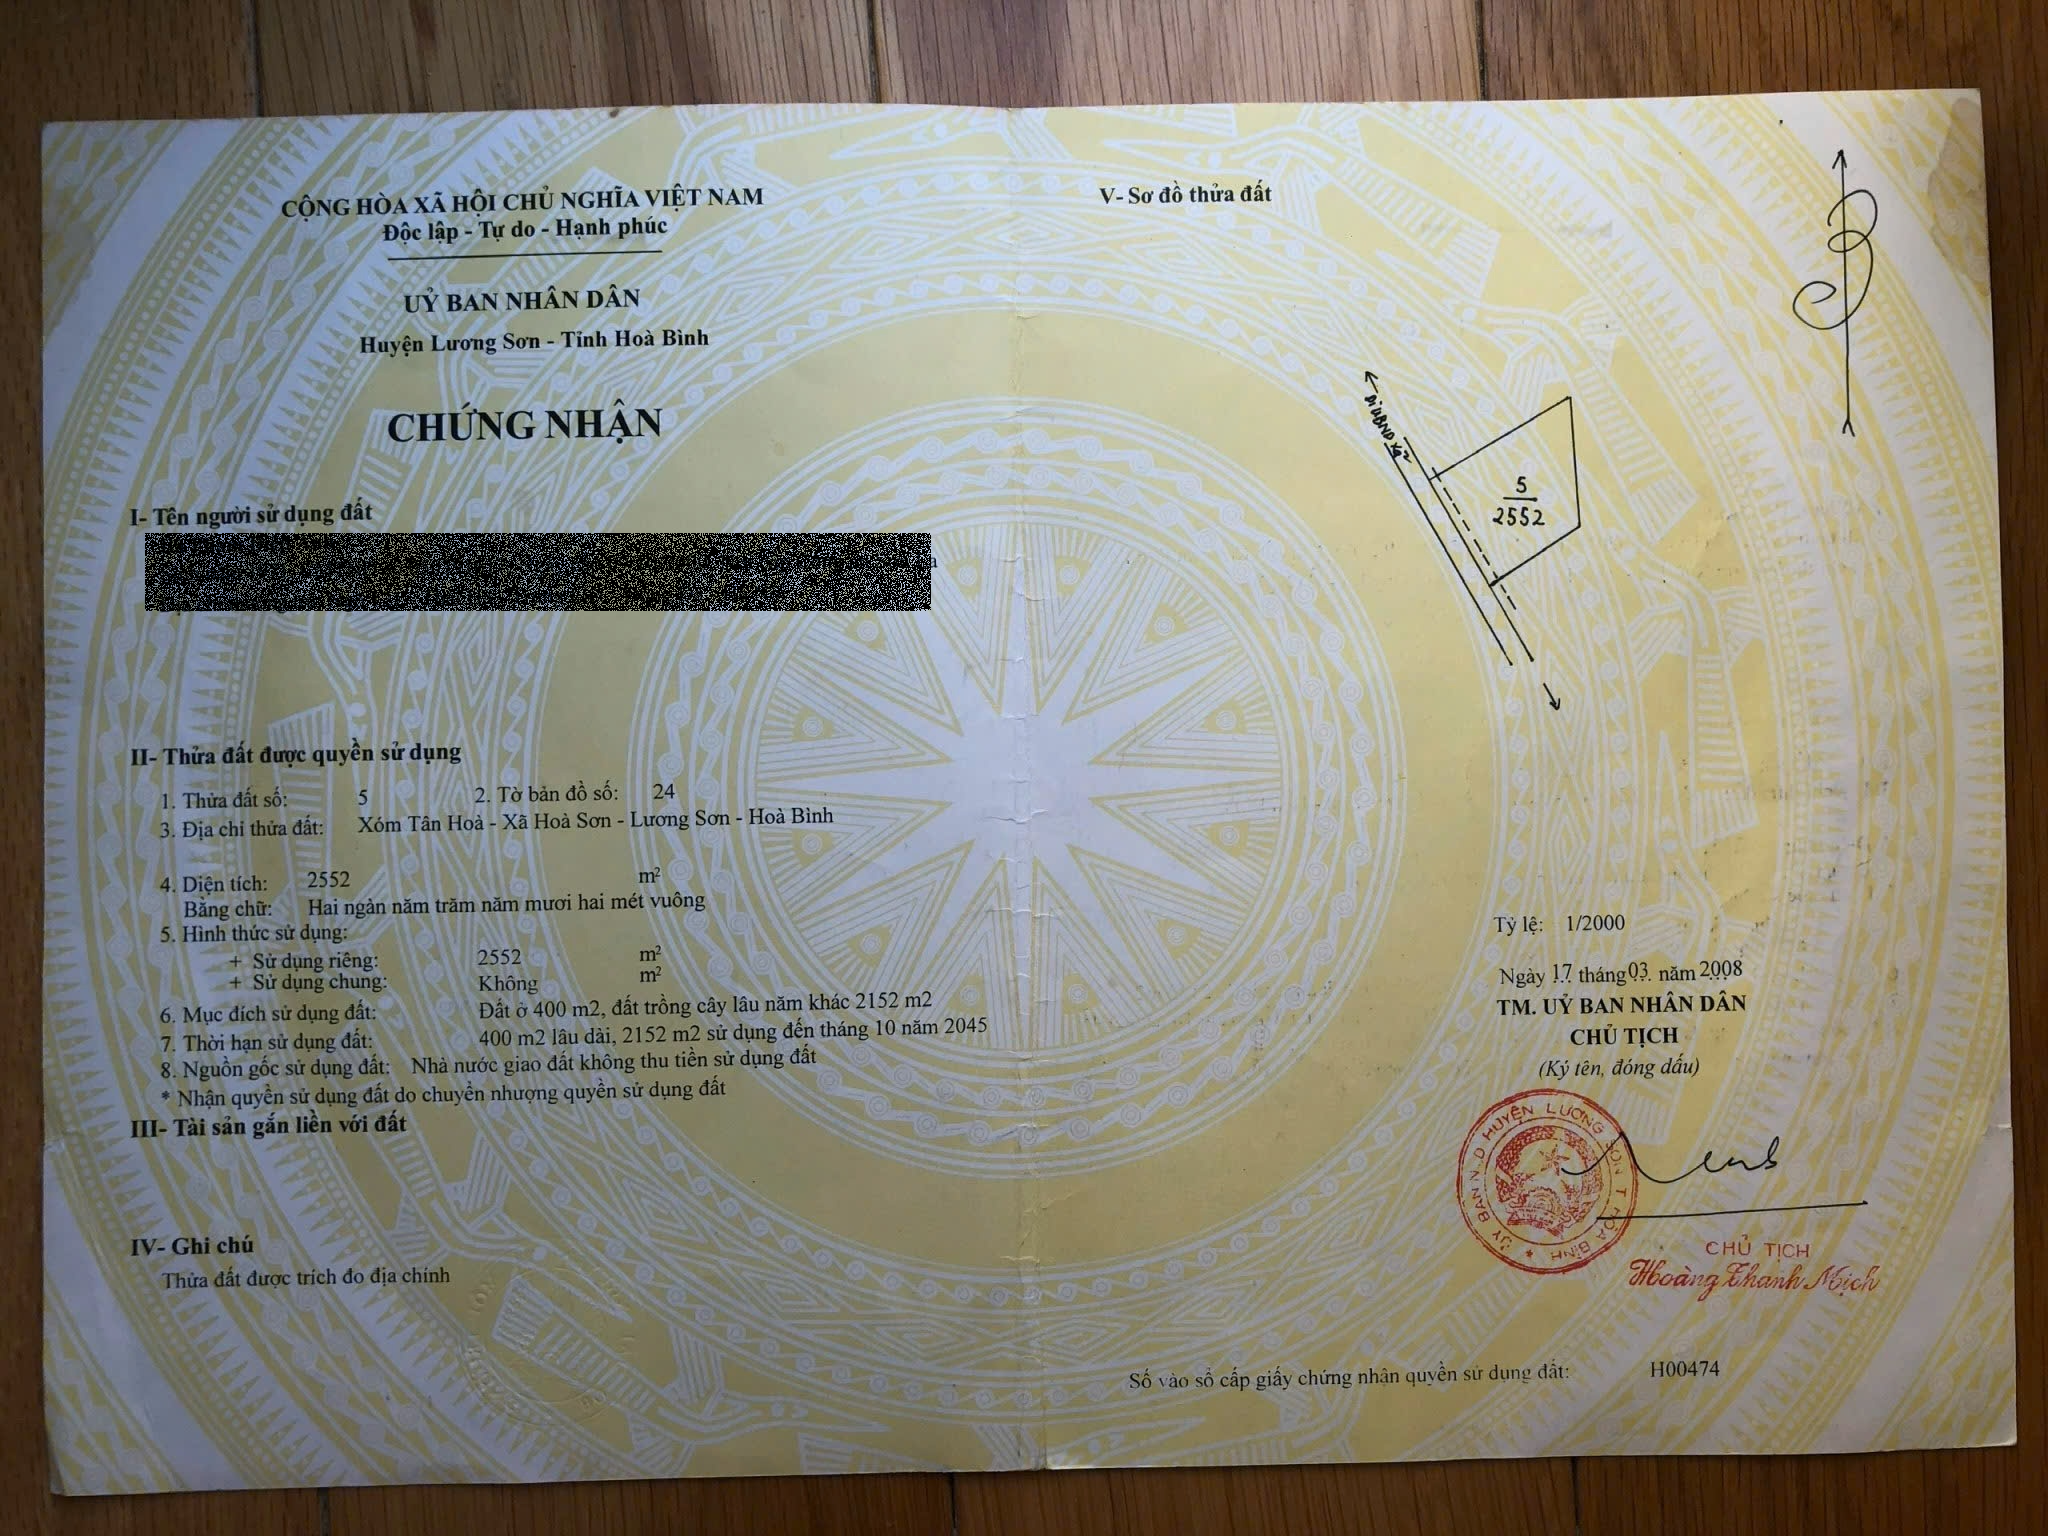 CỘNG HÒA XÃ HỘI CHỦ NGHĨA VIỆT NAM
Độc lập - Tự do - Hạnh phúc
UỶ BAN NHÂN DÂN
Huyện Lương Sơn - Tỉnh Hoà Bình
CHỨNG NHẬN
I- Tên người sử dụng đất
II- Thửa đất được quyền sử dụng
1. Thửa đất số: 5 2. Tờ bản đồ số: 24
3. Địa chỉ thửa đất: Xóm Tân Hoà - Xã Hoà Sơn - Lương Sơn - Hoà Bình
4. Diện tích: 2552 m²
Bằng chữ: Hai ngàn năm trăm năm mươi hai mét vuông
5. Hình thức sử dụng:
+ Sử dụng riêng: 2552 m²
+ Sử dụng chung: Không m²
6. Mục đích sử dụng đất: Đất ở 400 m2, đất trồng cây lâu năm khác 2152 m2
7. Thời hạn sử dụng đất: 400 m2 lâu dài, 2152 m2 sử dụng đến tháng 10 năm 2045
8. Nguồn gốc sử dụng đất: Nhà nước giao đất không thu tiền sử dụng đất
* Nhận quyền sử dụng đất do chuyển nhượng quyền sử dụng đất
III- Tài sản gắn liền với đất
IV- Ghi chú
Thửa đất được trích đo địa chính
V- Sơ đồ thửa đất
B
Đi UBND xã
5
2552
Tỷ lệ: 1/2000
Ngày 17 tháng 03 năm 2008
TM. UỶ BAN NHÂN DÂN
CHỦ TỊCH
(Ký tên, đóng dấu)
ỦY BAN N.D HUYỆN LƯƠNG SƠN T. HÒA BÌNH
CHỦ TỊCH
Hoàng Thanh Mịch
Số vào sổ cấp giấy chứng nhận quyền sử dụng đất: H00474